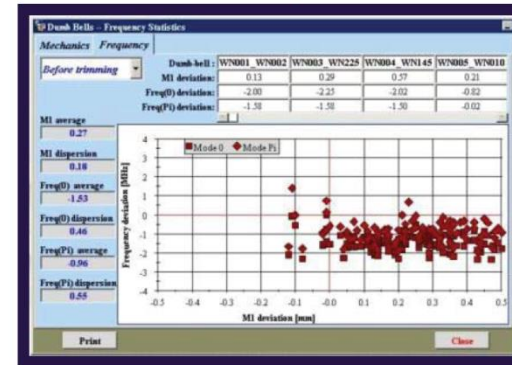 Dumb Bells -- Frequency Statistics
Mechanics Frequency
Before trimming
Dumb-bell : WN001_WN002 WN003_WN225 WN004_WN145 WN005_WN010
M1 deviation: 0.13 0.29 0.57 0.21
Freq(0) deviation: -2.00 -2.25 -2.02 -0.82
Freq(Pi) deviation: -1.58 -1.58 -1.50 -0.02
M1 average
0.27
M1 dispersion
0.18
Freq(0) average
-1.53
Freq(0) dispersion
0.46
Freq(Pi) average
-0.96
Freq(Pi) dispersion
0.55
Mode 0 Mode Pi
Frequency deviation [MHz]
4
3
2
1
0
-1
-2
-3
-4
-0.5 -0.4 -0.3 -0.2 -0.1 -0.0 0.1 0.2 0.3 0.4 0.5
M1 deviation [mm]
Print Close